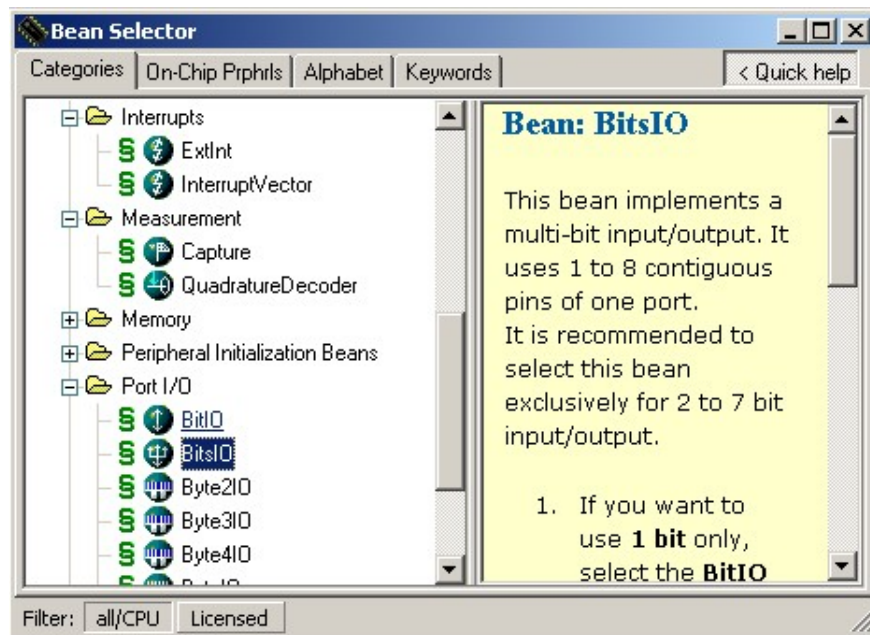 Bean Selector
Categories On-Chip Prphrls Alphabet Keywords < Quick help
Interrupts
ExtInt
InterruptVector
Measurement
Capture
QuadratureDecoder
Memory
Peripheral Initialization Beans
Port I/O
BitIO
BitsIO
Byte2IO
Byte3IO
Byte4IO
Bean: BitsIO
This bean implements a
multi-bit input/output. It
uses 1 to 8 contiguous
pins of one port.
It is recommended to
select this bean
exclusively for 2 to 7 bit
input/output.
1. If you want to
use 1 bit only,
select the BitIO
Filter: all/CPU Licensed